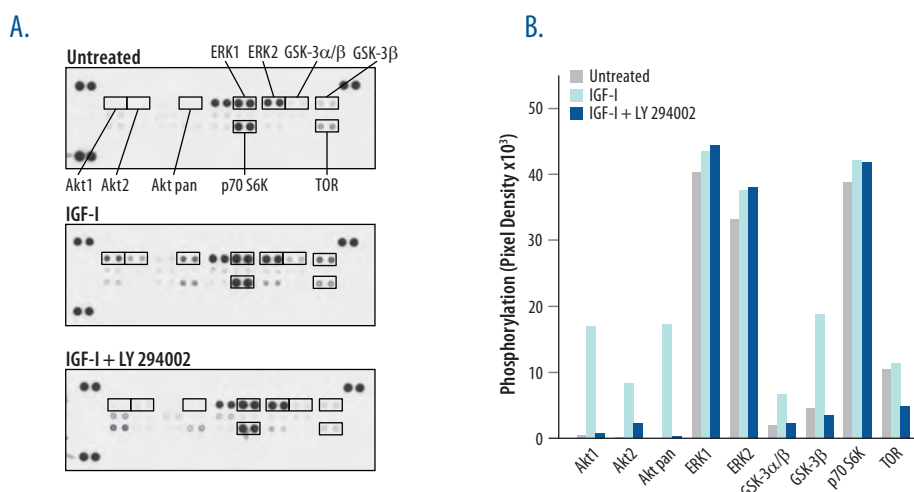 A.
Untreated
ERK1 ERK2 GSK-3α/β GSK-3β
Akt1 Akt2 Akt pan p70 S6K TOR
IGF-I
IGF-I + LY 294002
B.
Untreated
IGF-I
IGF-I + LY 294002
Phosphorylation (Pixel Density x10³)
50
40
30
20
10
0
Akt1 Akt2 Akt pan ERK1 ERK2 GSK-3α/β GSK-3β p70 S6K TOR